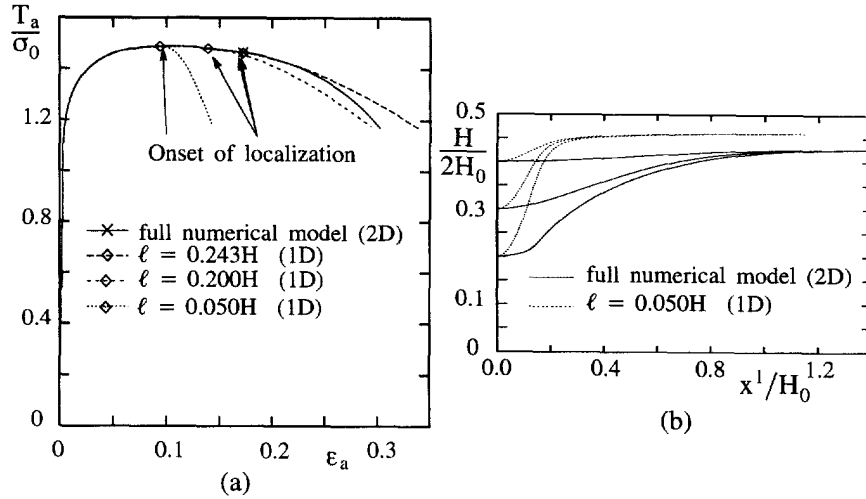 T_a
σ_0
1.2
0.8
0.4
0
0 0.1 0.2 0.3
ε_a
Onset of localization
full numerical model (2D)
ℓ = 0.243H (1D)
ℓ = 0.200H (1D)
ℓ = 0.050H (1D)
(a)
0.5
H
2H_0
0.3
0.1
0
0.0 0.4 0.8 1.2
x^1/H_0
full numerical model (2D)
ℓ = 0.050H (1D)
(b)